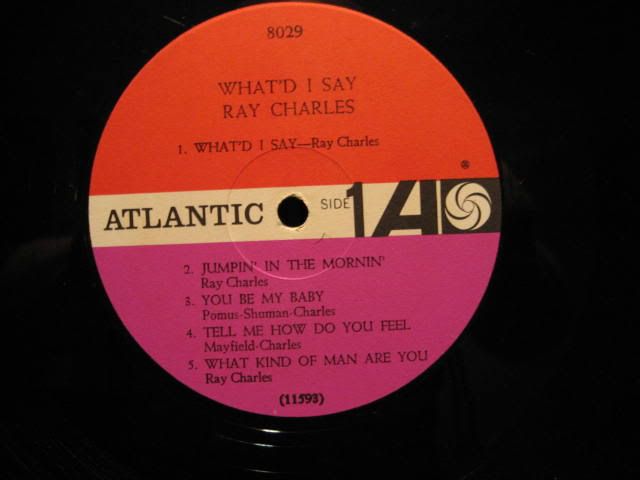 8029
WHAT'D I SAY
RAY CHARLES
1. WHAT'D I SAY—Ray Charles
®
ATLANTIC SIDE 1 A
2. JUMPIN' IN THE MORNIN'
Ray Charles
3. YOU BE MY BABY
Pomus-Shuman-Charles
4. TELL ME HOW DO YOU FEEL
Mayfield-Charles
5. WHAT KIND OF MAN ARE YOU
Ray Charles
(11593)